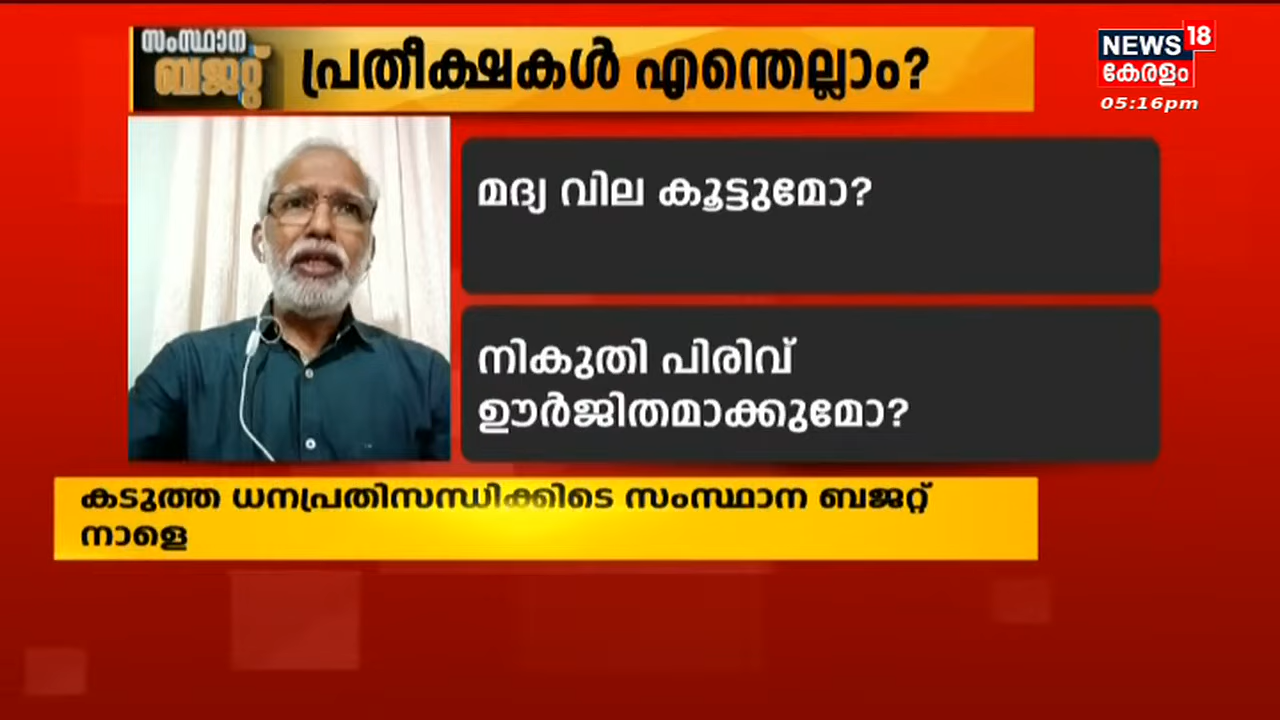 സംസ്ഥാന
ബജറ്റ്
പ്രതീക്ഷകൾ എന്തെല്ലാം?
NEWS 18
കേരളം
05:16pm
മദ്യ വില കൂട്ടുമോ?
നികുതി പിരിവ്
ഊർജിതമാക്കുമോ?
കടുത്ത ധനപ്രതിസന്ധിക്കിടെ സംസ്ഥാന ബജറ്റ്
നാളെ